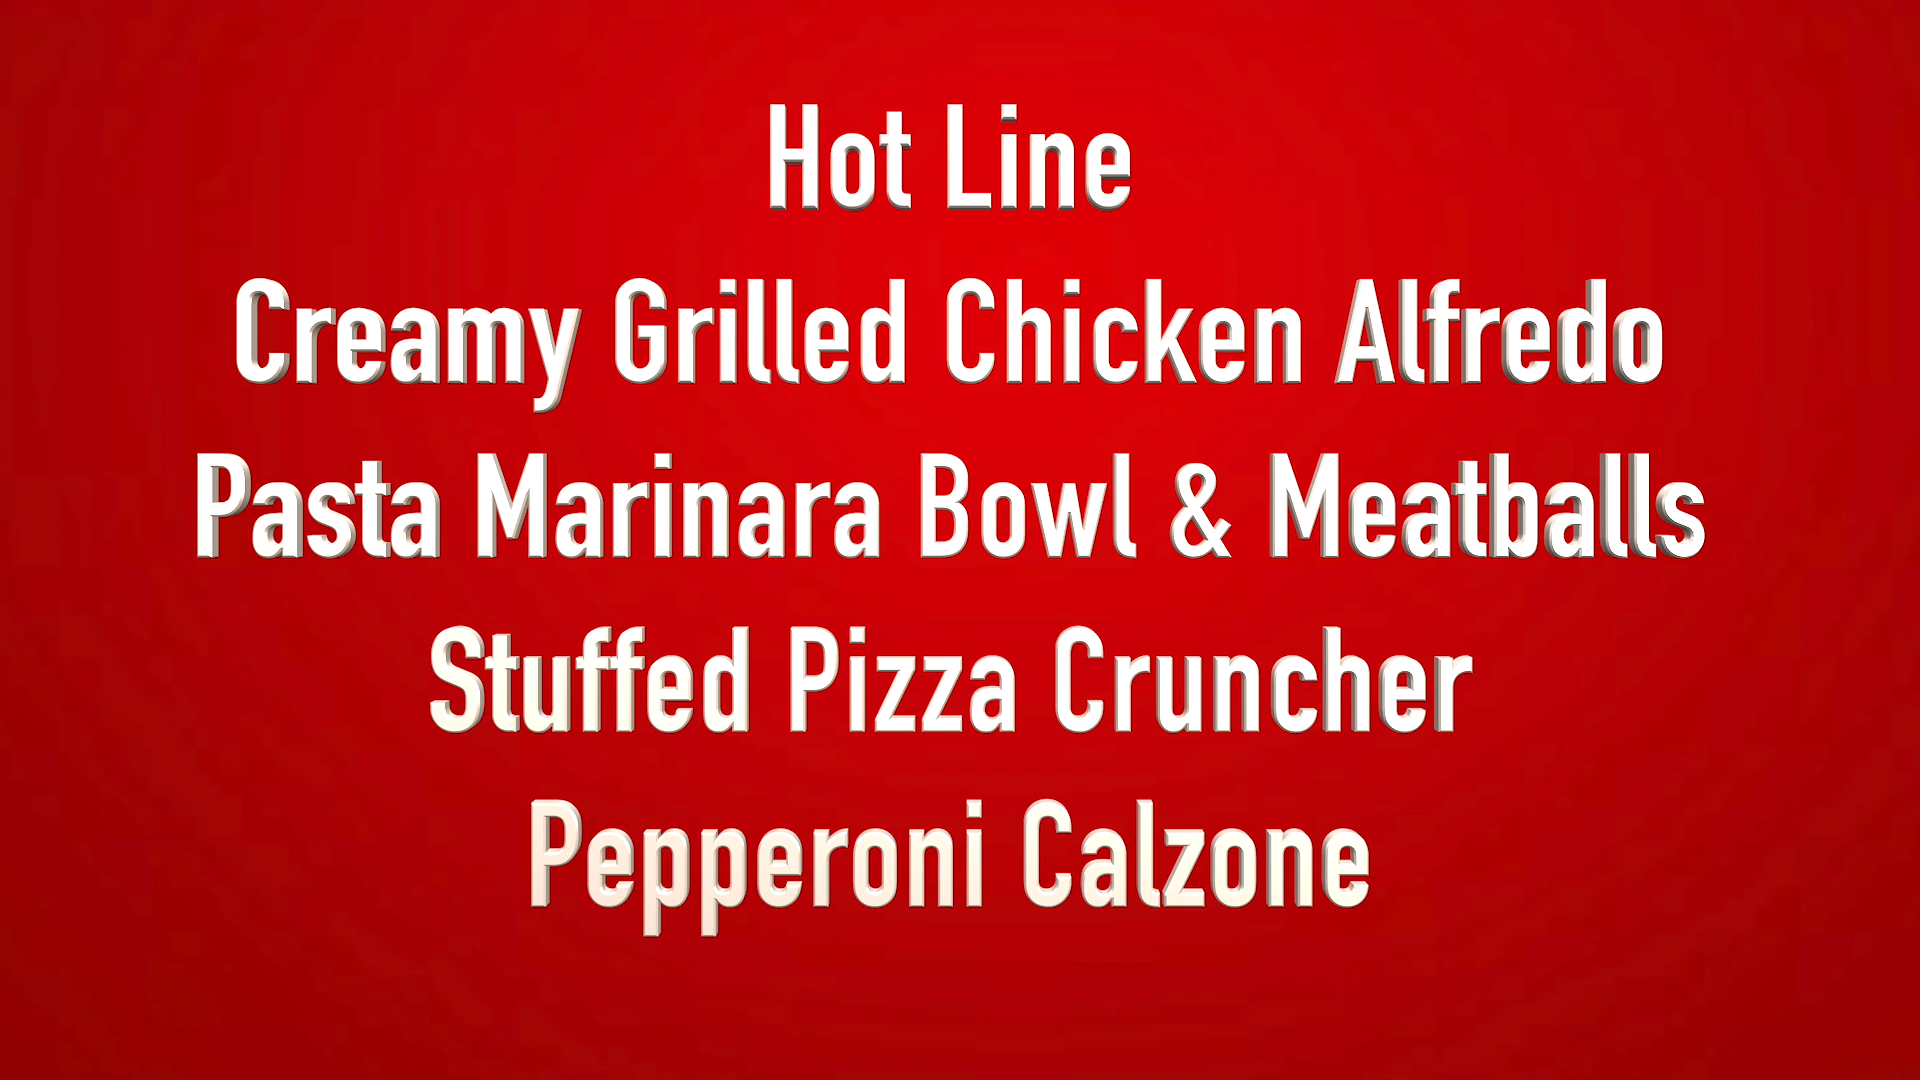 Hot Line
Creamy Grilled Chicken Alfredo
Pasta Marinara Bowl & Meatballs
Stuffed Pizza Cruncher
Pepperoni Calzone